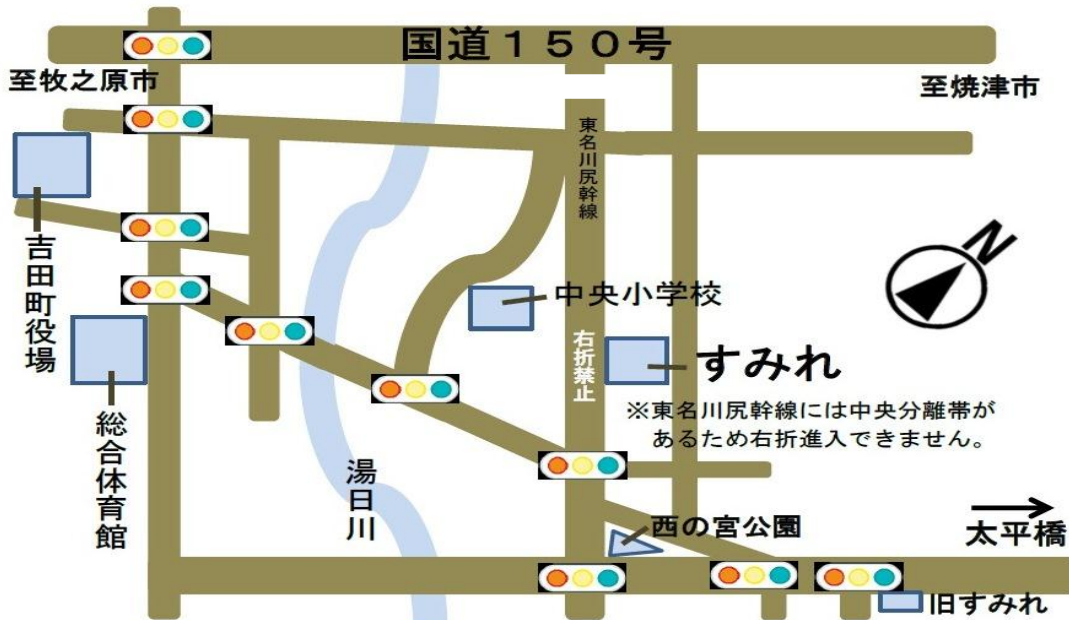 国道１５０号
至牧之原市
至焼津市
東名川尻幹線
吉田町役場
中央小学校
右折禁止
すみれ
※東名川尻幹線には中央分離帯が
あるため右折進入できません。
総合体育館
湯日川
西の宮公園
太平橋
旧すみれ
N